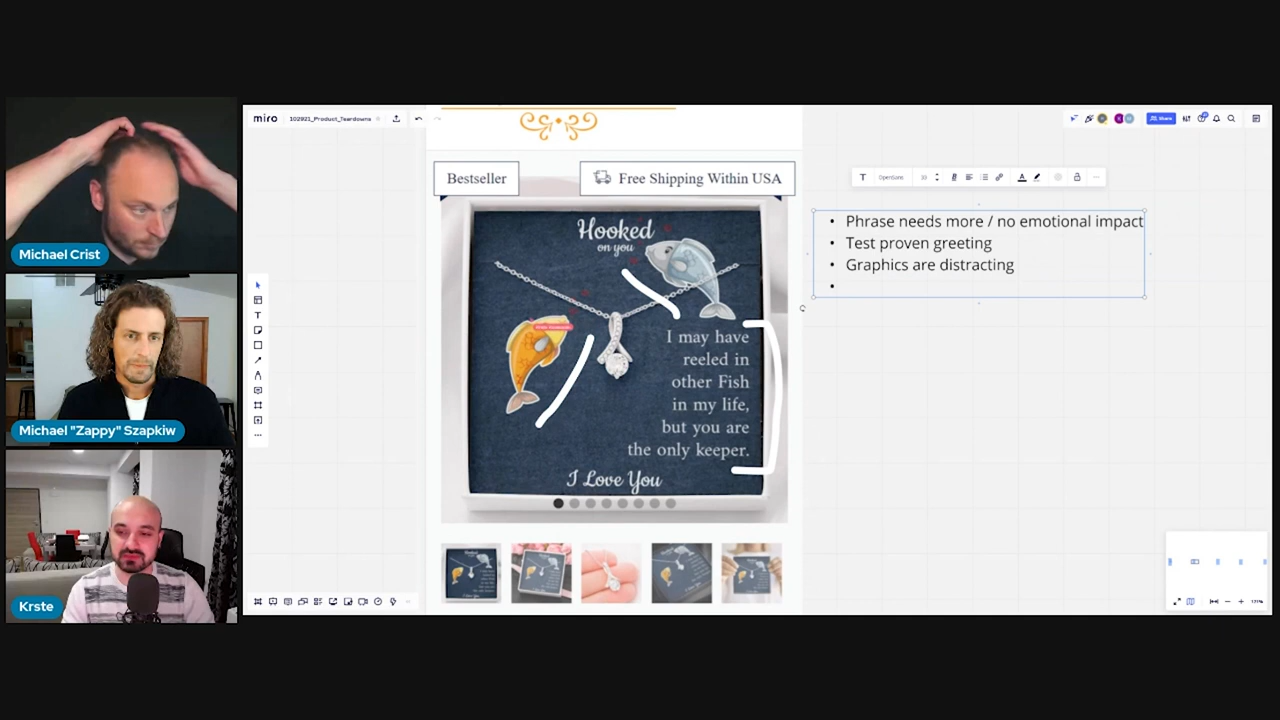 Michael Crist
Michael "Zappy" Szapkiw
Krste
miro
102921_Product_Teardowns
Share
Bestseller
Free Shipping Within USA
Hooked
on you
I may have
reeled in
other Fish
in my life,
but you are
the only keeper.
I Love You
• Phrase needs more / no emotional impact
• Test proven greeting
• Graphics are distracting
•